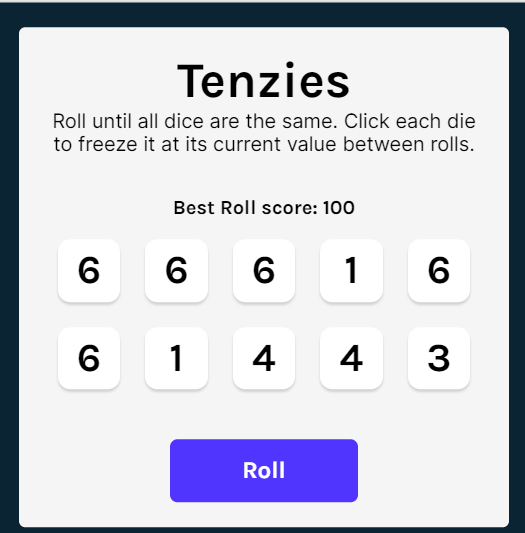 Tenzies
Roll until all dice are the same. Click each die
to freeze it at its current value between rolls.
Best Roll score: 100
6 6 6 1 6
6 1 4 4 3
Roll